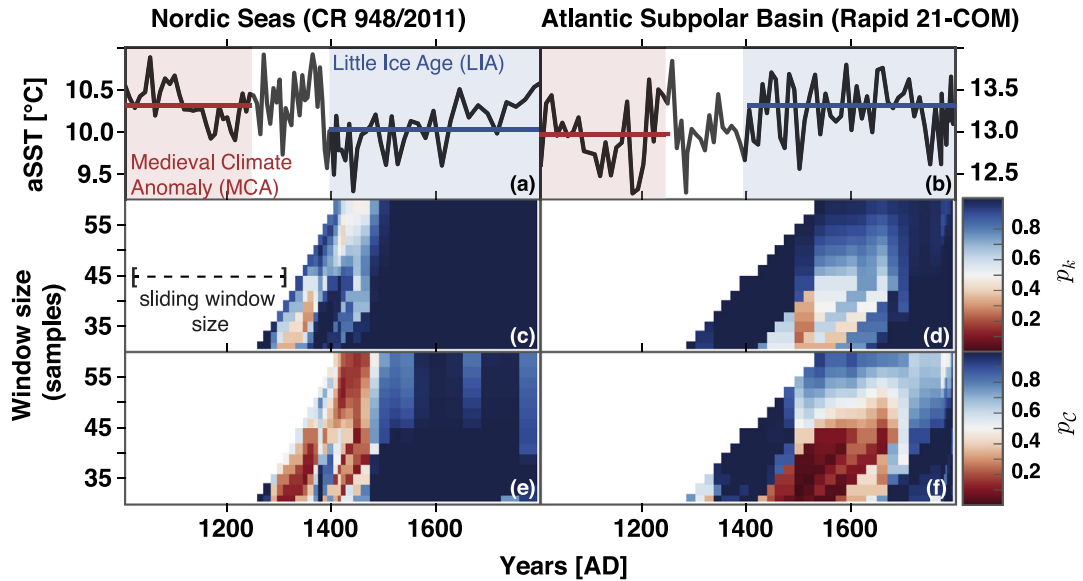 Nordic Seas (CR 948/2011)
Atlantic Subpolar Basin (Rapid 21-COM)
aSST [°C]
10.5
10.0
9.5
Medieval Climate
Anomaly (MCA)
Little Ice Age (LIA)
(a)
(b)
13.5
13.0
12.5
aSST [°C]
Window size
(samples)
55
45
35
sliding window
size
(c)
(d)
0.8
0.6
0.4
0.2
pk
55
45
35
(e)
(f)
0.8
0.6
0.4
0.2
pC
1200
1400
1600
1200
1400
1600
Years [AD]